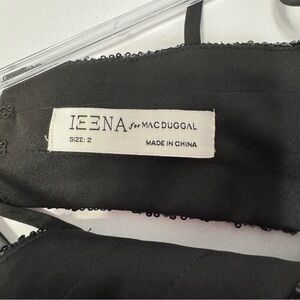 IEENA for MAC DUGGAL
SIZE: 2 MADE IN CHINA